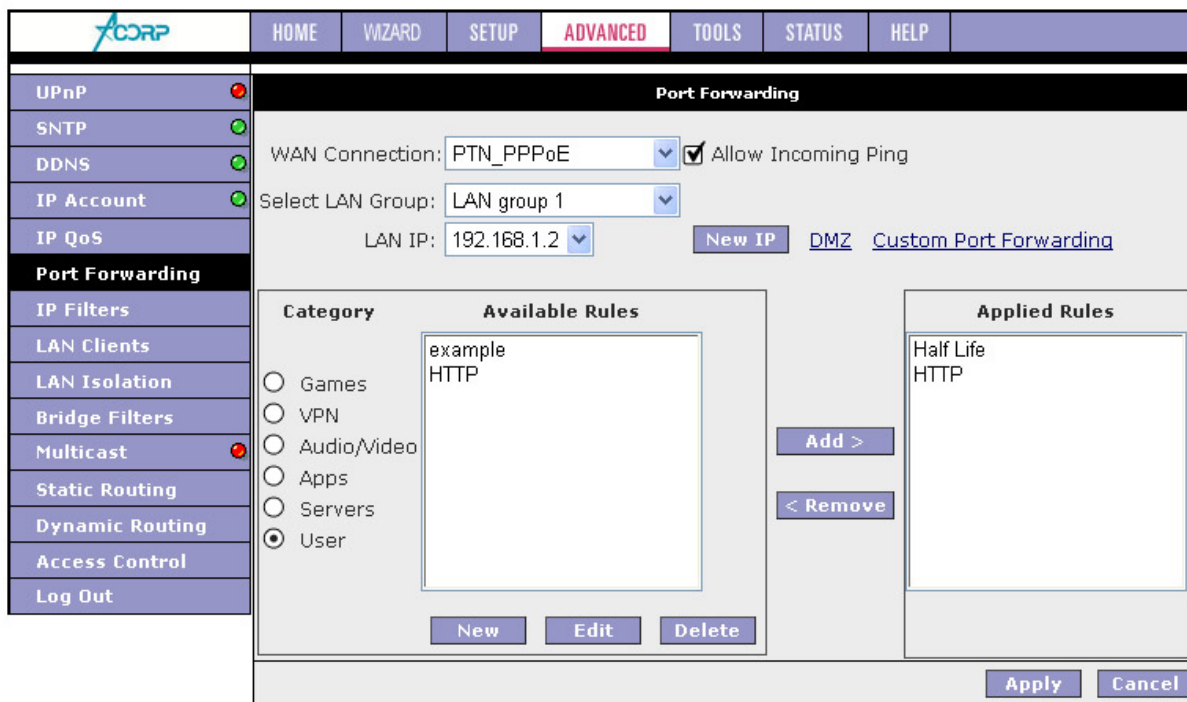 ACORP HOME WIZARD SETUP ADVANCED TOOLS STATUS HELP
UPnP
SNTP
DDNS
IP Account
IP QoS
Port Forwarding
IP Filters
LAN Clients
LAN Isolation
Bridge Filters
Multicast
Static Routing
Dynamic Routing
Access Control
Log Out
Port Forwarding
WAN Connection: PTN_PPPoE Allow Incoming Ping
Select LAN Group: LAN group 1
LAN IP: 192.168.1.2 New IP DMZ Custom Port Forwarding
Category
Games
VPN
Audio/Video
Apps
Servers
User
Available Rules
example
HTTP
New Edit Delete
Add >
< Remove
Applied Rules
Half Life
HTTP
Apply Cancel